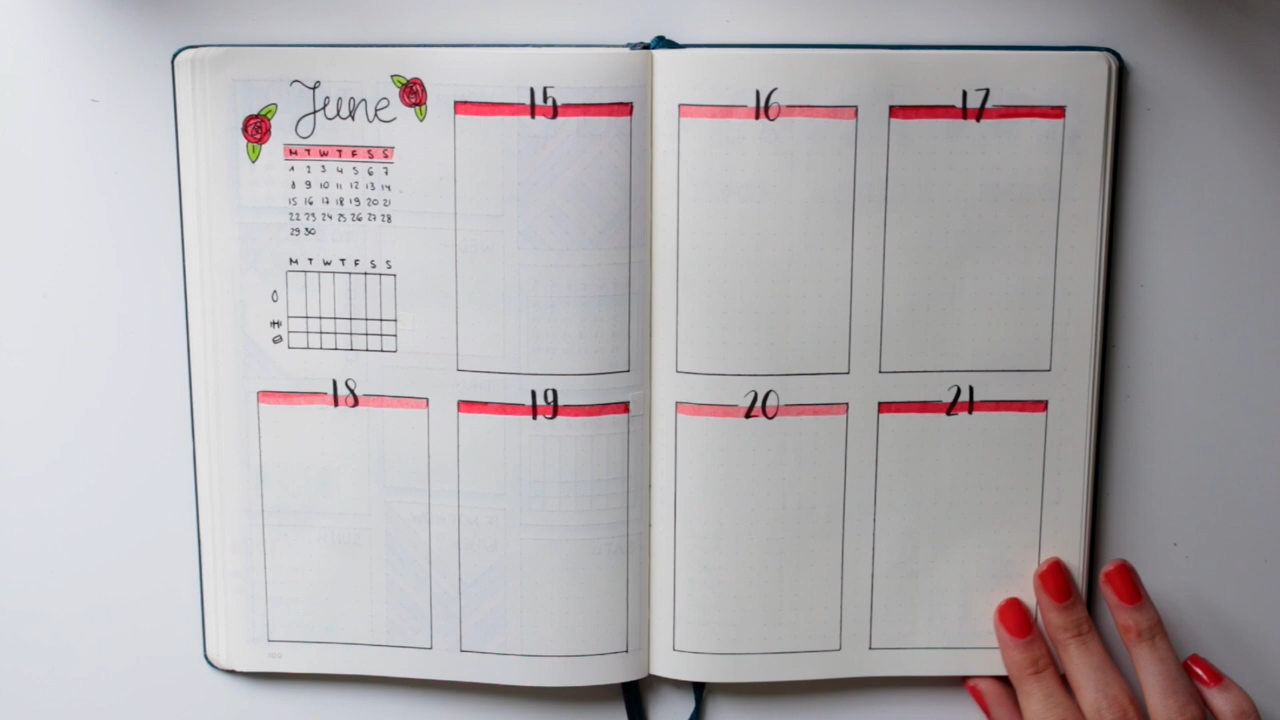 June
M T W T F S S
1 2 3 4 5 6 7
8 9 10 11 12 13 14
15 16 17 18 19 20 21
22 23 24 25 26 27 28
29 30
M T W T F S S
15
16
17
18
19
20
21